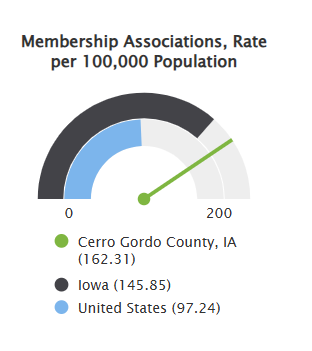 Membership Associations, Rate
per 100,000 Population
0
200
Cerro Gordo County, IA
(162.31)
Iowa (145.85)
United States (97.24)